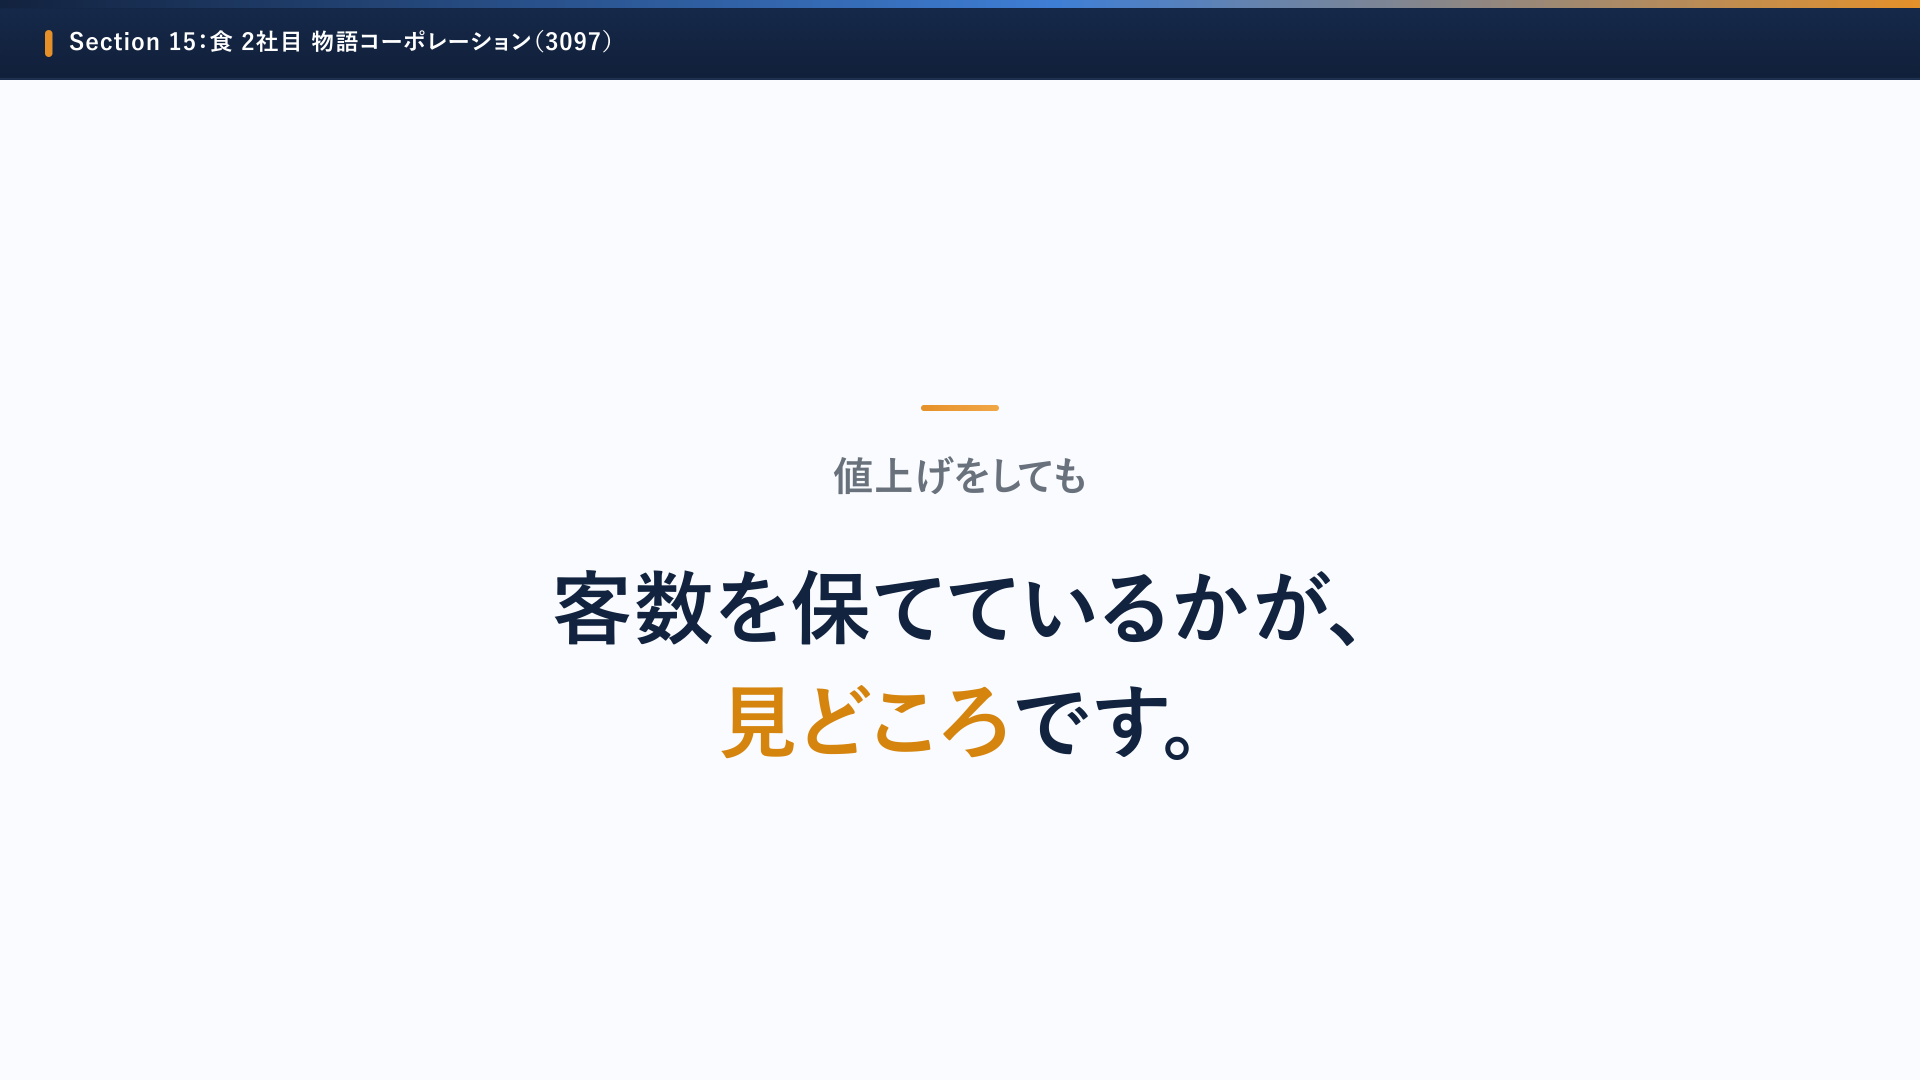 Section 15：食 2社目 物語コーポレーション（3097）
値上げをしても
客数を保てているかが、
見どころです。